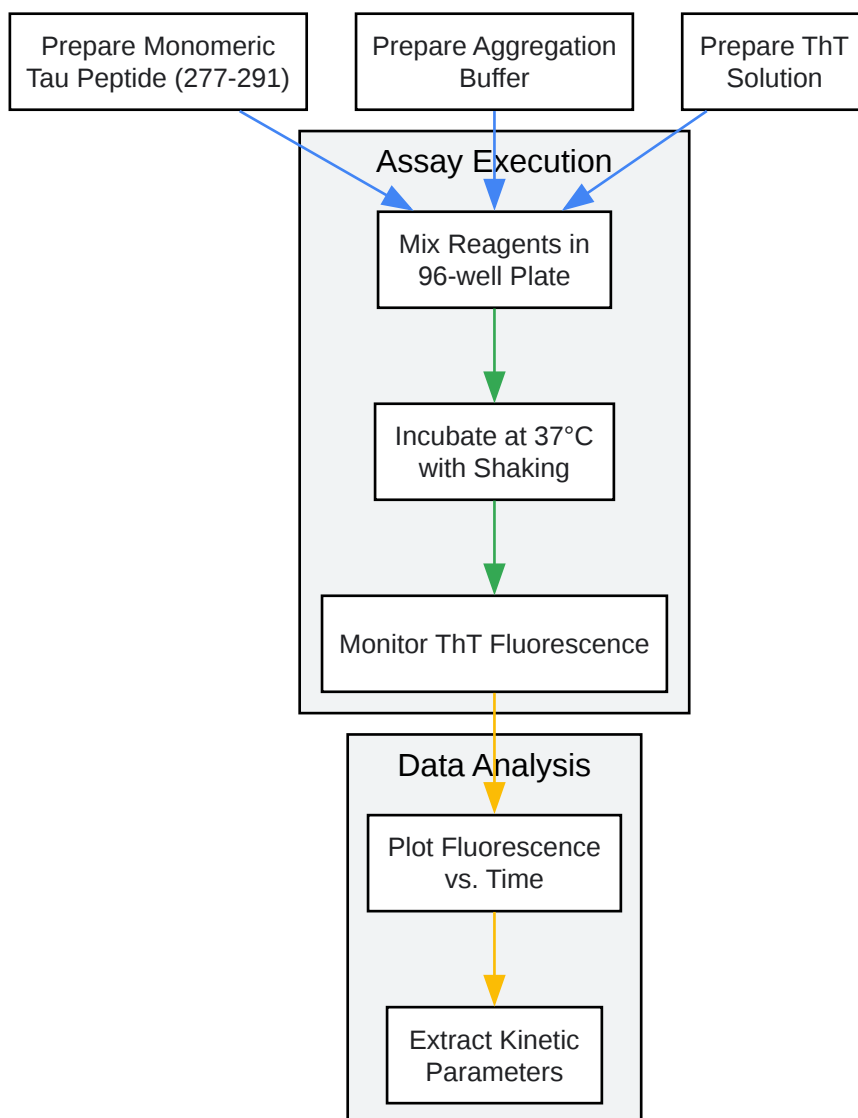 Prepare Monomeric
Tau Peptide (277-291)
Prepare Aggregation
Buffer
Prepare ThT
Solution
Assay Execution
Mix Reagents in
96-well Plate
Incubate at 37°C
with Shaking
Monitor ThT Fluorescence
Data Analysis
Plot Fluorescence
vs. Time
Extract Kinetic
Parameters